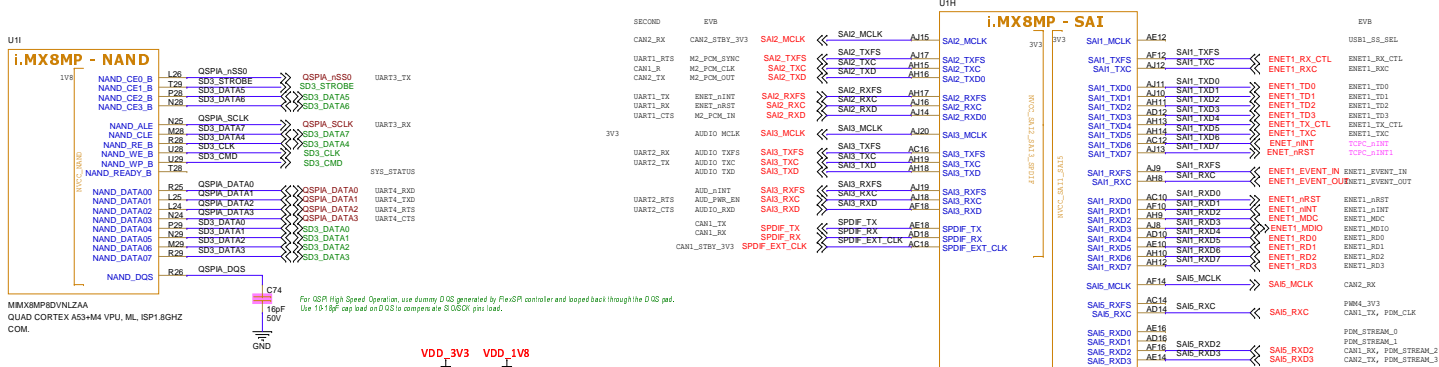 U1I
i.MX8MP - NAND
1V8
NVCC_NAND
NAND_CE0_B L26 QSPIA_nSS0 QSPIA_nSS0 UART3_TX
NAND_CE1_B T29 SD3_STROBE SD3_STROBE
NAND_CE2_B P28 SD3_DATA5 SD3_DATA5
NAND_CE3_B N28 SD3_DATA6 SD3_DATA6
NAND_ALE N25 QSPIA_SCLK QSPIA_SCLK UART3_RX
NAND_CLE M28 SD3_DATA7 SD3_DATA7
NAND_RE_B R28 SD3_DATA4 SD3_DATA4
NAND_WE_B U28 SD3_CLK SD3_CLK
NAND_WP_B U29 SD3_CMD SD3_CMD
NAND_READY_B T28 SYS_STATUS
NAND_DATA00 R25 QSPIA_DATA0 QSPIA_DATA0 UART4_RXD
NAND_DATA01 L25 QSPIA_DATA1 QSPIA_DATA1 UART4_TXD
NAND_DATA02 L24 QSPIA_DATA2 QSPIA_DATA2 UART4_RTS
NAND_DATA03 N24 QSPIA_DATA3 QSPIA_DATA3 UART4_CTS
NAND_DATA04 P29 SD3_DATA0 SD3_DATA0
NAND_DATA05 N29 SD3_DATA1 SD3_DATA1
NAND_DATA06 M29 SD3_DATA2 SD3_DATA2
NAND_DATA07 R29 SD3_DATA3 SD3_DATA3
NAND_DQS R26 QSPIA_DQS
C74
16pF
50V
GND
MIMX8MP8DVNLZAA
QUAD CORTEX A53+M4 VPU, ML, ISP1.8GHZ
COM.
For QSPI High Speed Operation, use dummy DQS generated by FlexSPI controller and looped back through the DQS pad.
Use 10-18pF cap load on DQS to compensate SIO/SCK pins load.
VDD_3V3 VDD_1V8
U1H
i.MX8MP - SAI
SECOND EVB
CAN2_RX CAN2_STBY_3V3 SAI2_MCLK SAI2_MCLK AJ15 SAI2_MCLK
UART1_RTS M2_PCM_SYNC SAI2_TXFS SAI2_TXFS AJ17 SAI2_TXFS
CAN1_R M2_PCM_CLK SAI2_TXC SAI2_TXC AH15 SAI2_TXC
CAN2_TX M2_PCM_OUT SAI2_TXD SAI2_TXD AH16 SAI2_TXD0
UART1_TX ENET_nINT SAI2_RXFS SAI2_RXFS AH17 SAI2_RXFS
UART1_RX ENET_nRST SAI2_RXC SAI2_RXC AJ16 SAI2_RXC
UART1_CTS M2_PCM_IN SAI2_RXD SAI2_RXD AJ14 SAI2_RXD0
3V3 AUDIO MCLK SAI3_MCLK SAI3_MCLK AJ20 SAI3_MCLK
UART2_RX AUDIO TXFS SAI3_TXFS SAI3_TXFS AC16 SAI3_TXFS
UART2_TX AUDIO TXC SAI3_TXC SAI3_TXC AH19 SAI3_TXC
AUDIO TXD SAI3_TXD SAI3_TXD AH18 SAI3_TXD
AUD_nINT SAI3_RXFS SAI3_RXFS AJ19 SAI3_RXFS
UART2_RTS AUD_PWR_EN SAI3_RXC SAI3_RXC AJ18 SAI3_RXC
UART2_CTS AUDIO_RXD SAI3_RXD SAI3_RXD AF18 SAI3_RXD
CAN1_TX SPDIF_TX SPDIF_TX AE18 SPDIF_TX
CAN1_RX SPDIF_RX SPDIF_RX AD18 SPDIF_RX
CAN1_STBY_3V3 SPDIF_EXT_CLK SPDIF_EXT_CLK AC18 SPDIF_EXT_CLK
3V3 3V3
NVCC_SAI2_SAI3_SPDIF
NVCC_SAI1_SAI5
EVB
SAI1_MCLK AE12 USB1_SS_SEL
SAI1_TXFS AF12 SAI1_TXFS ENET1_RX_CTL ENET1_RX_CTL
SAI1_TXC AJ12 SAI1_TXC ENET1_RXC ENET1_RXC
SAI1_TXD0 AJ11 SAI1_TXD0 ENET1_TD0 ENET1_TD0
SAI1_TXD1 AJ10 SAI1_TXD1 ENET1_TD1 ENET1_TD1
SAI1_TXD2 AH11 SAI1_TXD2 ENET1_TD2 ENET1_TD2
SAI1_TXD3 AD12 SAI1_TXD3 ENET1_TD3 ENET1_TD3
SAI1_TXD4 AH13 SAI1_TXD4 ENET1_TX_CTL ENET1_TX_CTL
SAI1_TXD5 AH14 SAI1_TXD5 ENET1_TXC ENET1_TXC
SAI1_TXD6 AC12 SAI1_TXD6 ENET_nINT TCPC_nINT
SAI1_TXD7 AJ13 SAI1_TXD7 ENET_nRST TCPC_nINT1
SAI1_RXFS AJ9 SAI1_RXFS ENET1_EVENT_IN ENET1_EVENT_IN
SAI1_RXC AH8 SAI1_RXC ENET1_EVENT_OUT ENET1_EVENT_OUT
SAI1_RXD0 AC10 SAI1_RXD0 ENET1_nRST ENET1_nRST
SAI1_RXD1 AF10 SAI1_RXD1 ENET1_nINT ENET1_nINT
SAI1_RXD2 AH9 SAI1_RXD2 ENET1_MDC ENET1_MDC
SAI1_RXD3 AJ8 SAI1_RXD3 ENET1_MDIO ENET1_MDIO
SAI1_RXD4 AD10 SAI1_RXD4 ENET1_RD0 ENET1_RD0
SAI1_RXD5 AE10 SAI1_RXD5 ENET1_RD1 ENET1_RD1
SAI1_RXD6 AH10 SAI1_RXD6 ENET1_RD2 ENET1_RD2
SAI1_RXD7 AH12 SAI1_RXD7 ENET1_RD3 ENET1_RD3
SAI5_MCLK AF14 SAI5_MCLK SAI5_MCLK CAN2_RX
SAI5_RXFS AC14 PWM4_3V3
SAI5_RXC AD14 SAI5_RXC SAI5_RXC CAN1_TX, PDM_CLK
SAI5_RXD0 AE16 PDM_STREAM_0
SAI5_RXD1 AD16 PDM_STREAM_1
SAI5_RXD2 AF16 SAI5_RXD2 SAI5_RXD2 CAN1_RX, PDM_STREAM_2
SAI5_RXD3 AE14 SAI5_RXD3 SAI5_RXD3 CAN2_TX, PDM_STREAM_3